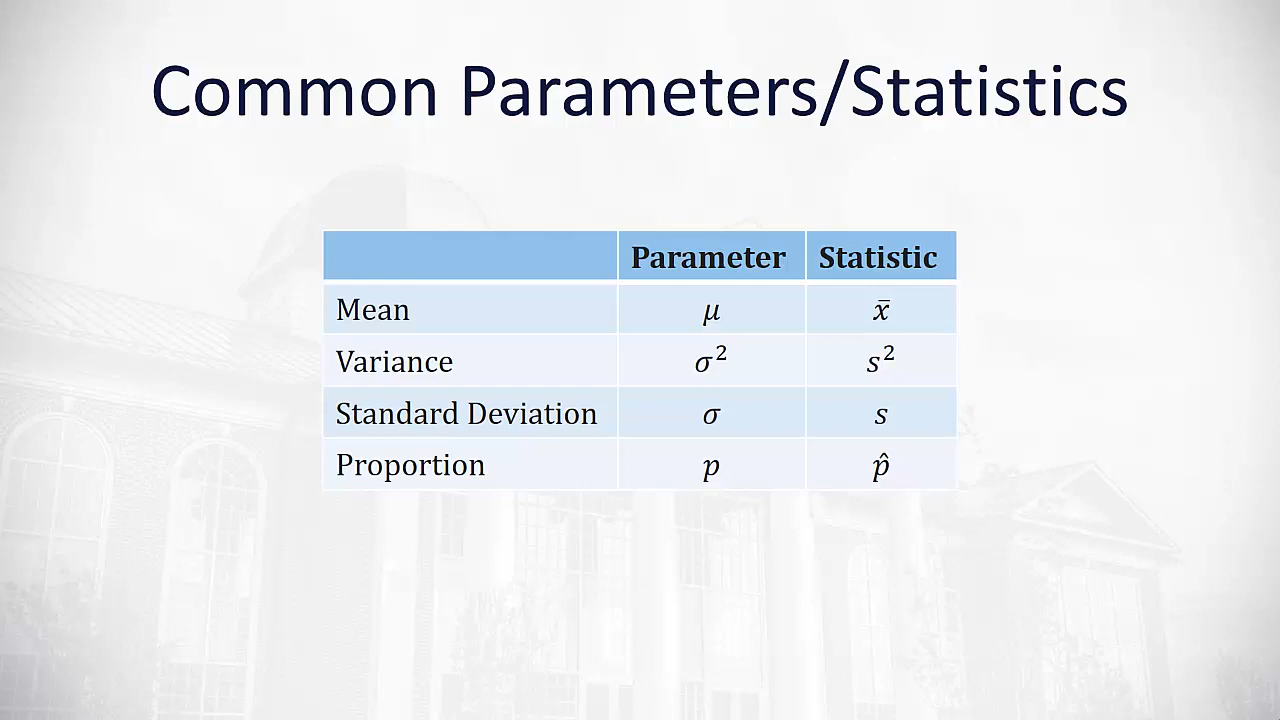 Common Parameters/Statistics
Parameter Statistic
Mean μ x̄
Variance σ² s²
Standard Deviation σ s
Proportion p p̂